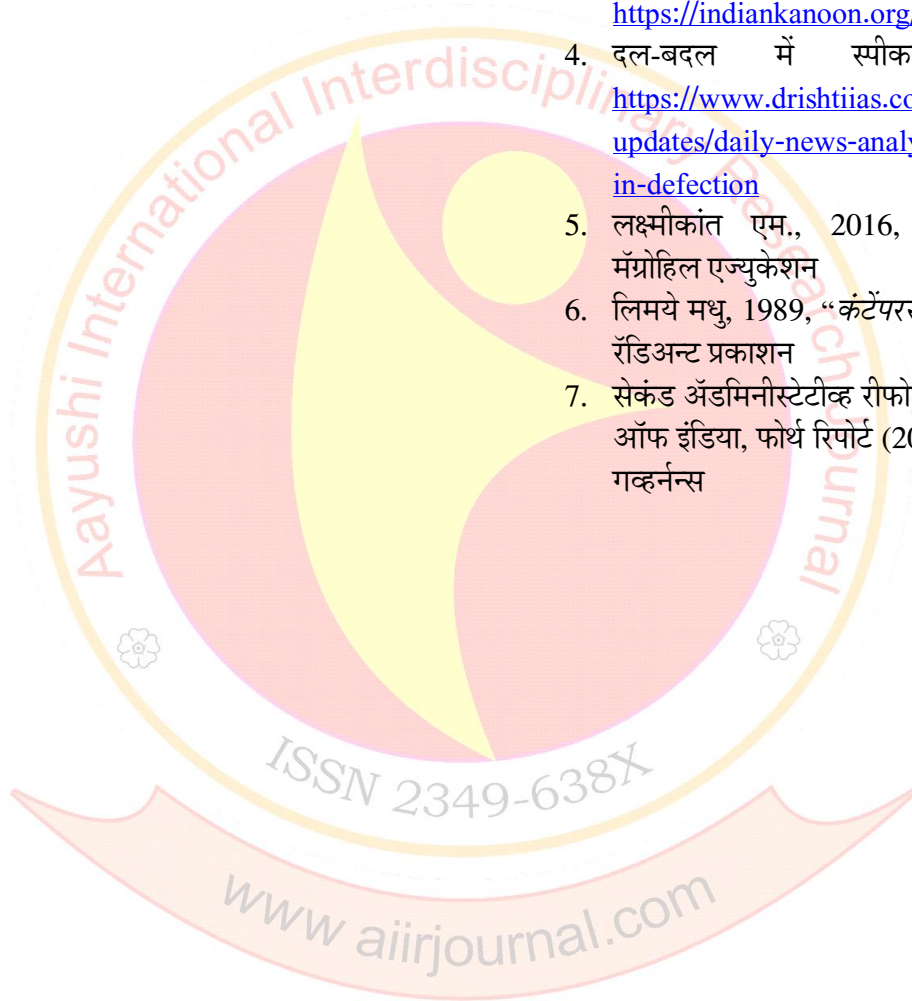 https://indiankanoon.org/
4. दल-बदल में स्पीक
https://www.drishtiias.co
updates/daily-news-analy
in-defection
5. लक्ष्मीकांत एम., 2016,
मॅग्रोहिल एज्युकेशन
6. लिमये मधु, 1989, “कंटेंपरर
रॅडिअन्ट प्रकाशन
7. सेकंड ॲडमिनीस्टेटीव्ह रीफो
ऑफ इंडिया, फोर्थ रिपोर्ट (20
गव्हर्नन्स
Aayushi International Interdisciplinary Research Journal
ISSN 2349-638X
www aiirjournal.com